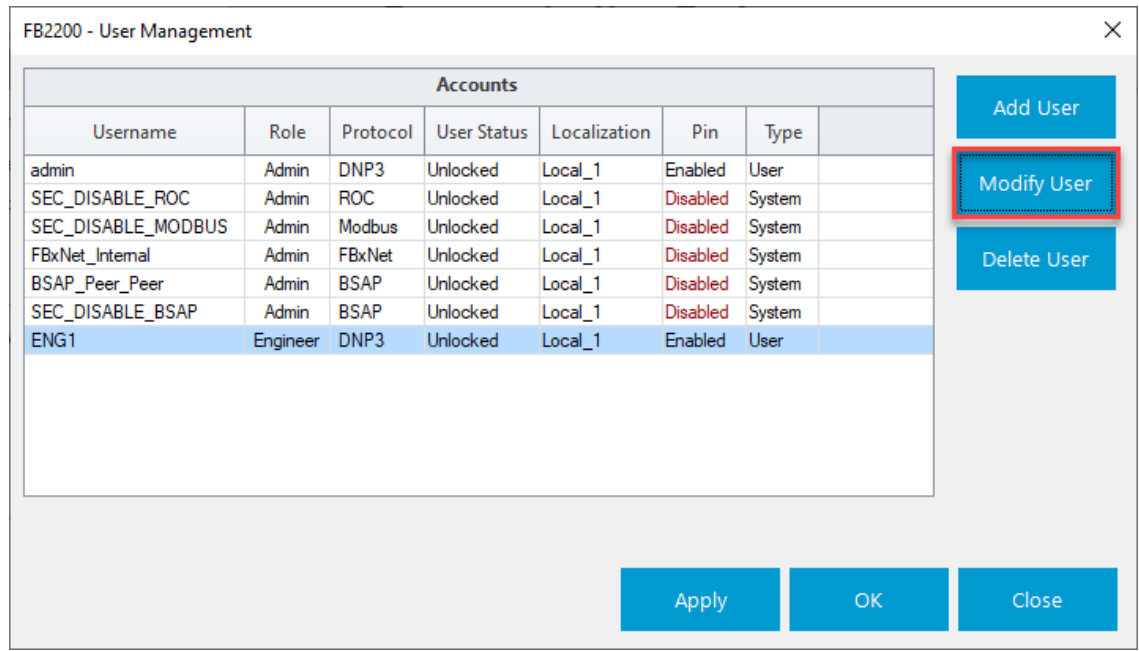 FB2200 - User Management
Accounts
Username Role Protocol User Status Localization Pin Type
admin Admin DNP3 Unlocked Local_1 Enabled User
SEC_DISABLE_ROC Admin ROC Unlocked Local_1 Disabled System
SEC_DISABLE_MODBUS Admin Modbus Unlocked Local_1 Disabled System
FBxNet_Internal Admin FBxNet Unlocked Local_1 Disabled System
BSAP_Peer_Peer Admin BSAP Unlocked Local_1 Disabled System
SEC_DISABLE_BSAP Admin BSAP Unlocked Local_1 Disabled System
ENG1 Engineer DNP3 Unlocked Local_1 Enabled User
Add User
Modify User
Delete User
Apply OK Close